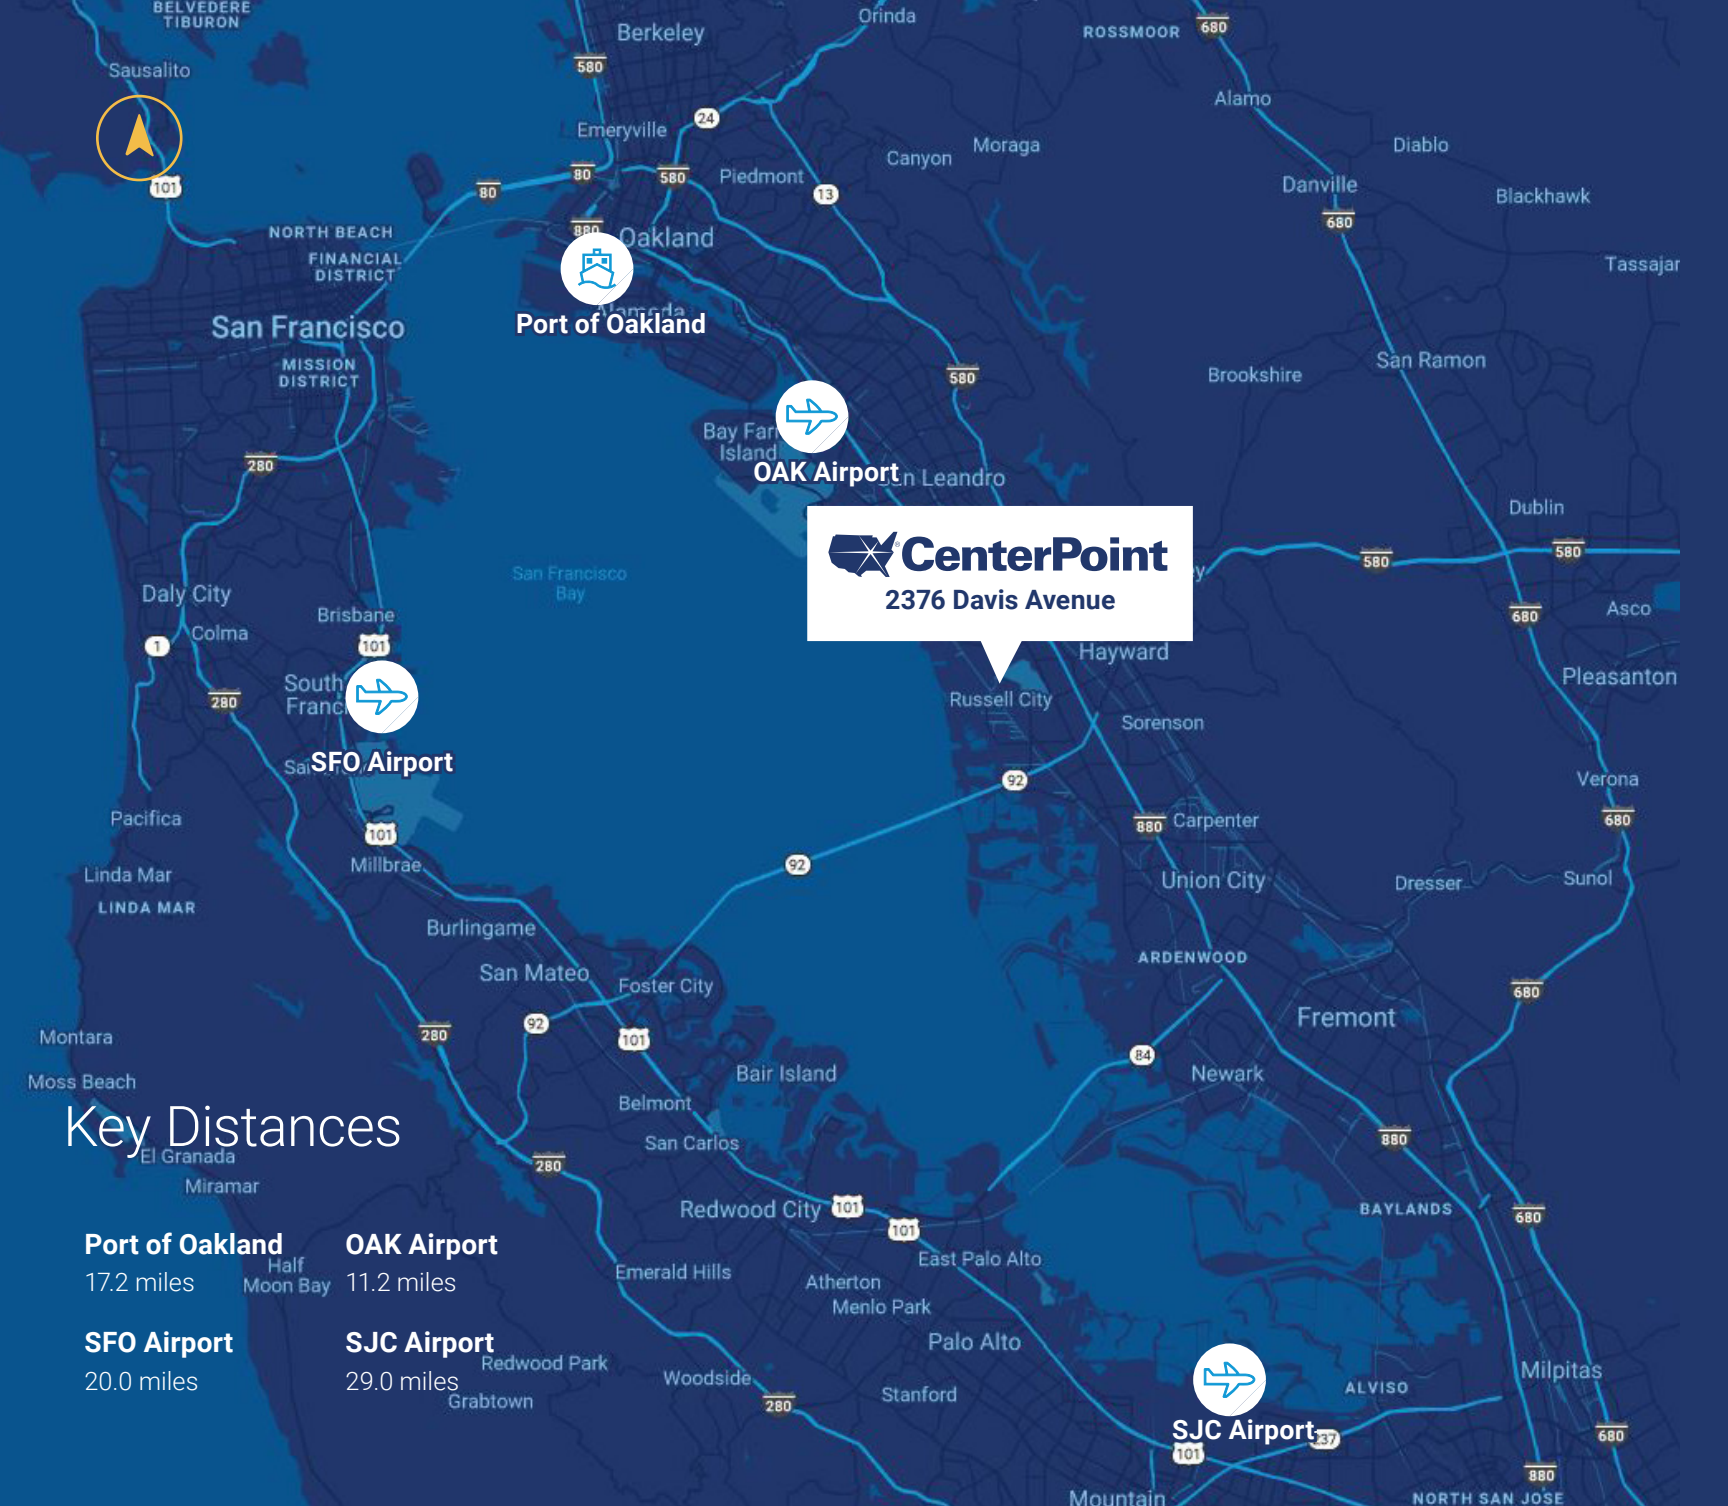 BELVEDERE
TIBURON
Sausalito
Berkeley
Orinda
ROSSMOOR
680
580
Alamo
24
Emeryville
Canyon
Moraga
Diablo
101
80
80
580
Piedmont
13
Danville
Blackhawk
680
NORTH BEACH
880
Oakland
FINANCIAL
DISTRICT
Tassajar
San Francisco
Alameda
Port of Oakland
MISSION
DISTRICT
580
Brookshire
San Ramon
280
Bay Far
Island
OAK Airport
n Leandro
Dublin
CenterPoint
2376 Davis Avenue
San Francisco
Bay
y
580
580
Daly City
Brisbane
680
Asco
1
Colma
101
Hayward
Pleasanton
280
South
Franc
Russell City
Sorenson
SFO Airport
Sa
92
Verona
Pacifica
101
880
Carpenter
680
Millbrae
92
Linda Mar
LINDA MAR
Union City
Dresser
Sunol
Burlingame
San Mateo
Foster City
ARDENWOOD
680
Fremont
Montara
280
92
101
84
Newark
Moss Beach
Bair Island
Key Distances
Belmont
El Granada
San Carlos
880
Miramar
280
Redwood City
101
101
BAYLANDS
680
Port of Oakland
17.2 miles
OAK Airport
11.2 miles
Half
Moon Bay
Emerald Hills
East Palo Alto
Atherton
Menlo Park
SFO Airport
20.0 miles
SJC Airport
29.0 miles
Redwood Park
Grabtown
Woodside
280
Palo Alto
Stanford
SJC Airport
ALVISO
Milpitas
101
237
680
880
Mountain
NORTH SAN JOSE